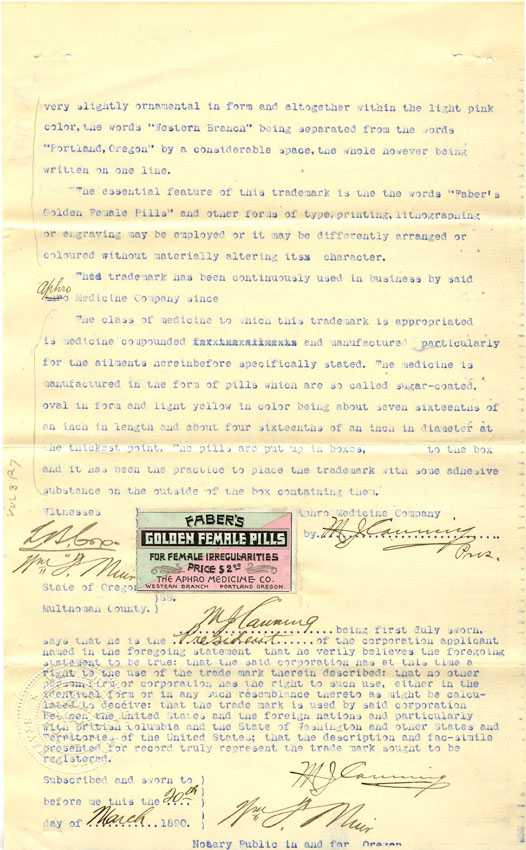 very slightly ornamental in form and altogether within the light pink
color, the words "Western Branch" being separated from the words
"Portland, Oregon" by a considerable space, the whole however being
written on one line.
"The essential feature of this trademark is the the words "Faber's
Golden Female Pills" and other forms of type, printing, lithographing
or engraving may be employed or it may be differently arranged or
coloured without materially altering its character.
This trademark has been continuously used in business by said
Aphro Medicine Company since
The class of medicine to which this trademark is appropriated
is medicine compounded and manufactured particularly
for the ailments hereinbefore specifically stated. The medicine is
manufactured in the form of pills which are so called sugar-coated,
oval in form and light yellow in color being about seven sixteenths of
an inch in length and about four sixteenths of an inch in diameter at
the thickest point. The pills are put up in boxes, to the box
and it has been the practice to place the trademark with some adhesive
substance on the outside of the box containing them.
Witnesses Aphro Medicine Company
by M J Canning
Pres.
Wm F. Muir
FABER'S
GOLDEN FEMALE PILLS
FOR FEMALE IRREGULARITIES
PRICE $2.50
THE APHRO MEDICINE CO.
WESTERN BRANCH PORTLAND, OREGON.
VOL 3 P7
State of Oregon )
)SS.
Multnomah County.)
M J Canning being first duly sworn,
says that he is the President of the corporation applicant
named in the foregoing statement that he verily believes the foregoing
statement to be true: that the said corporation has at this time a
right to the use of the trade mark therein described: that no other
person firm or corporation has the right to such use, either in the
identical form or in any such resemblance thereto as might be calcu-
lated to deceive: that the trade mark is used by said corporation
between the United States and the foreign nations and particularly
with British Columbia and the State of Washington and other States and
Territories of the United States; that the description and fac-simile
presented for record truly represent the trade mark sought to be
registered.
Subscribed and sworn to )
M J Canning
before me this the 20th )
day of March 1890. )
Wm F. Muir
Notary Public in and for Oregon